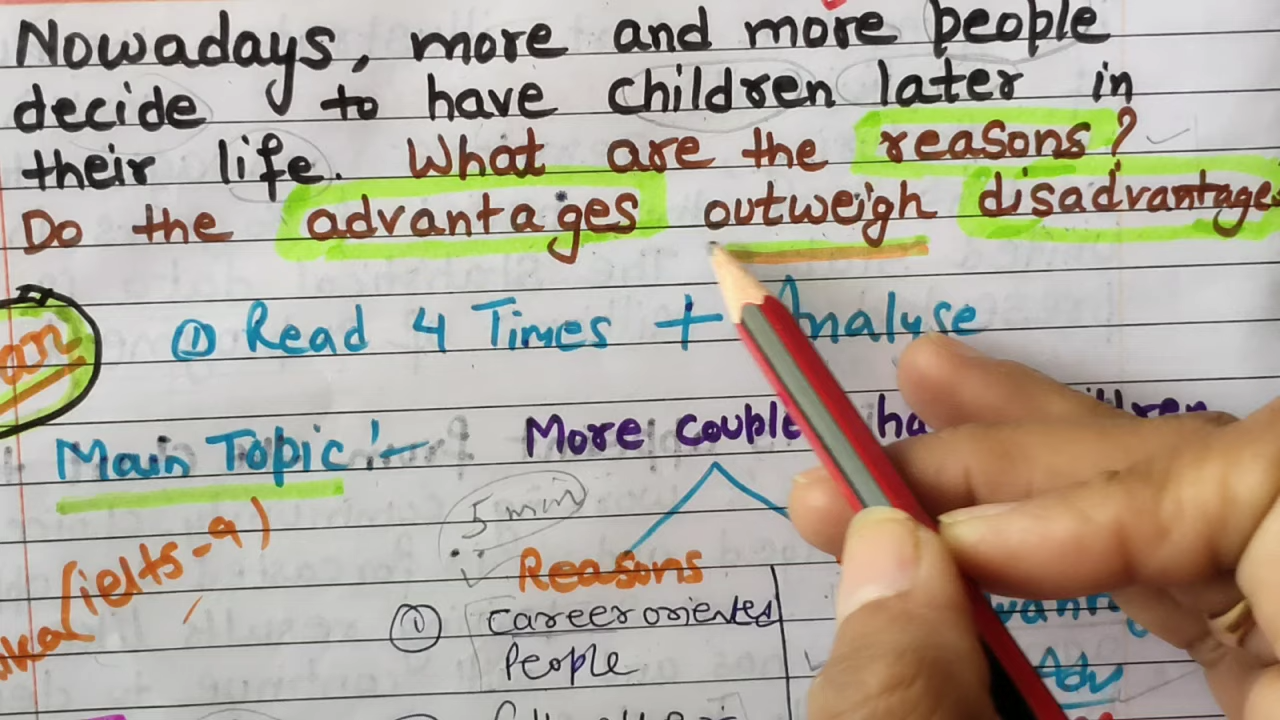 Nowadays, more and more people
decide to have children later in
their life. What are the reasons?
Do the advantages outweigh disadvantage
① Read 4 Times + Analyse
Main Topic :- More couple
5 min
(ielts-9)
Reasons
① career oriented
People
Adv